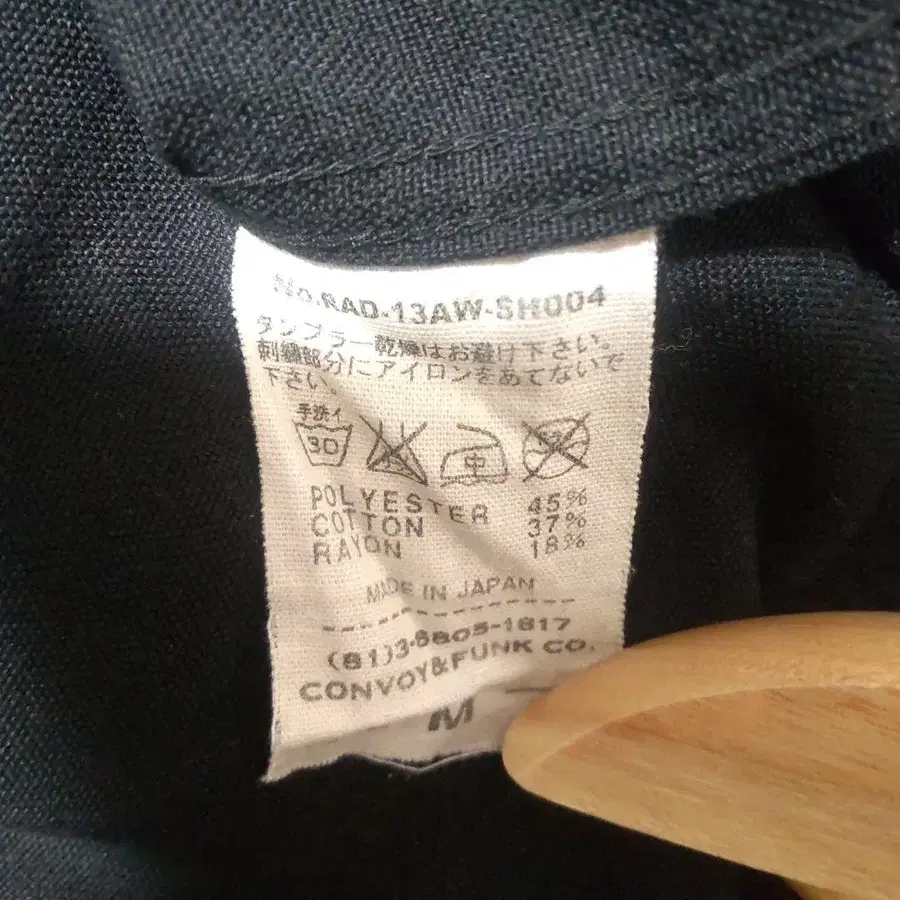 No.RAD-13AW-SH004
タンブラー乾燥はお避け下さい。
刺繍部分にアイロンをあてないで
下さい。
手洗イ
30
中
POLYESTER 45%
COTTON 37%
RAYON 18%
MADE IN JAPAN
(81)3-6805-1617
CONVOY&FUNK CO.
M